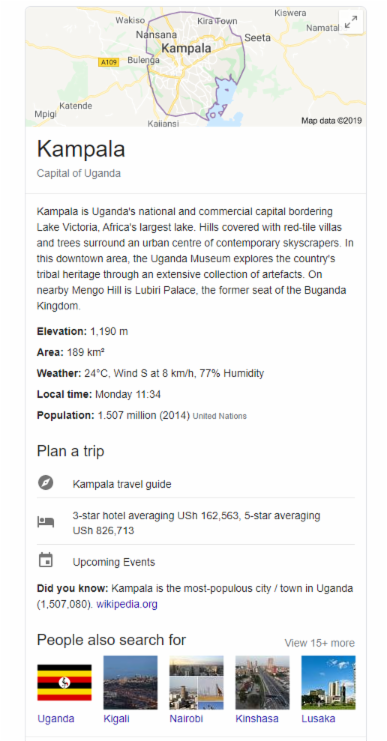 Kiswera
Wakiso
Kira Town
Namatal
Nansana
Seeta
Kampala
A109
Bulenga
Katende
Mpigi
Kajjansi
Map data ©2019
Kampala
Capital of Uganda
Kampala is Uganda's national and commercial capital bordering
Lake Victoria, Africa's largest lake. Hills covered with red-tile villas
and trees surround an urban centre of contemporary skyscrapers. In
this downtown area, the Uganda Museum explores the country's
tribal heritage through an extensive collection of artefacts. On
nearby Mengo Hill is Lubiri Palace, the former seat of the Buganda
Kingdom.
Elevation: 1,190 m
Area: 189 km²
Weather: 24°C, Wind S at 8 km/h, 77% Humidity
Local time: Monday 11:34
Population: 1.507 million (2014) United Nations
Plan a trip
Kampala travel guide
3-star hotel averaging USh 162,563, 5-star averaging
USh 826,713
Upcoming Events
Did you know: Kampala is the most-populous city / town in Uganda
(1,507,080). wikipedia.org
People also search for
View 15+ more
Uganda
Kigali
Nairobi
Kinshasa
Lusaka